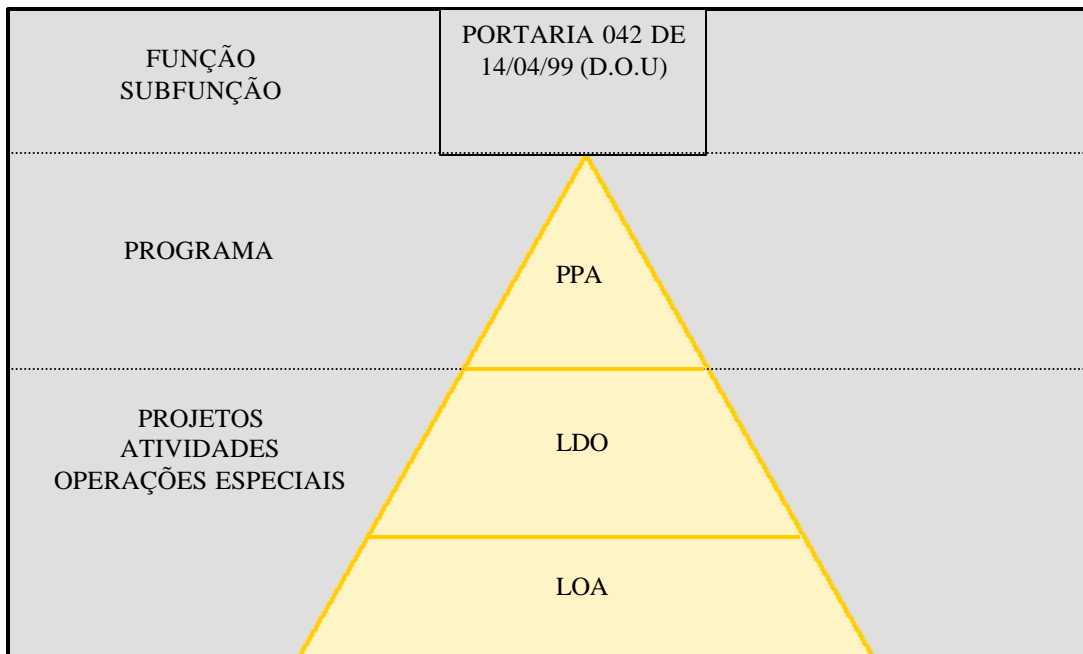 FUNÇÃO
SUBFUNÇÃO
PORTARIA 042 DE
14/04/99 (D.O.U)
PROGRAMA
PPA
PROJETOS
ATIVIDADES
OPERAÇÕES ESPECIAIS
LDO
LOA